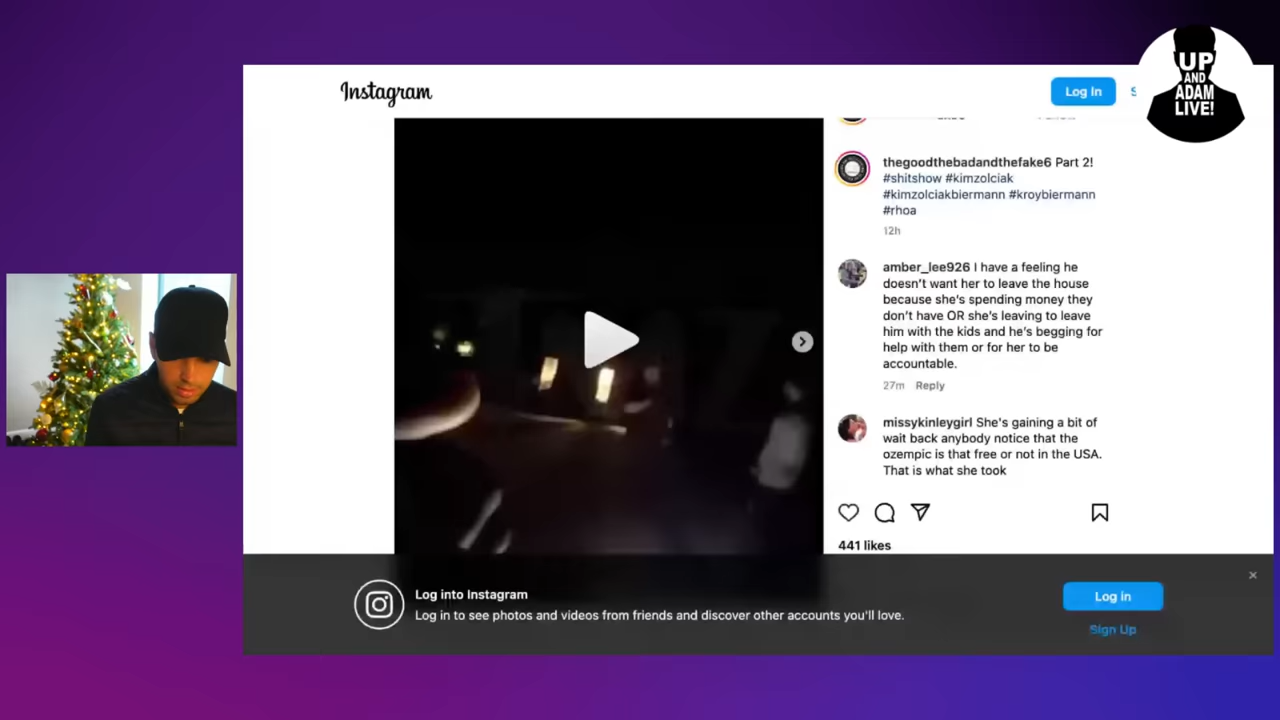 Instagram
Log In
UP
AND
ADAM
LIVE!
thegoodthebadandthefake6 Part 2!
#shitshow #kimzolciak
#kimzolciakbiermann #kroybiermann
#rhoa
12h
amber_lee926 I have a feeling he
doesn't want her to leave the house
because she's spending money they
don't have OR she's leaving to leave
him with the kids and he's begging for
help with them or for her to be
accountable.
27m Reply
missykinleygirl She's gaining a bit of
wait back anybody notice that the
ozempic is that free or not in the USA.
That is what she took
441 likes
Log into Instagram
Log in to see photos and videos from friends and discover other accounts you'll love.
Log in
Sign Up